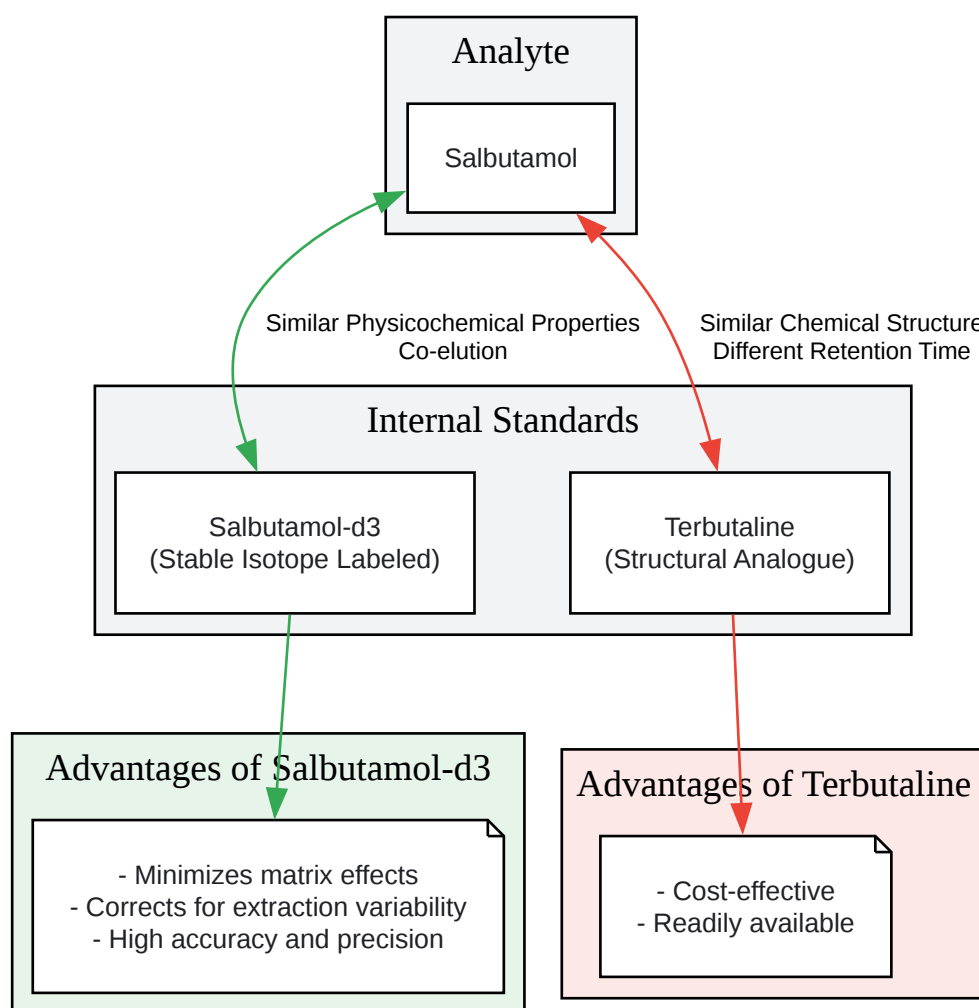 Analyte
Salbutamol
Similar Physicochemical Properties
Co-elution
Similar Chemical Structure
Different Retention Time
Internal Standards
Salbutamol-d3
(Stable Isotope Labeled)
Terbutaline
(Structural Analogue)
Advantages of Salbutamol-d3
- Minimizes matrix effects
- Corrects for extraction variability
- High accuracy and precision
Advantages of Terbutaline
- Cost-effective
- Readily available